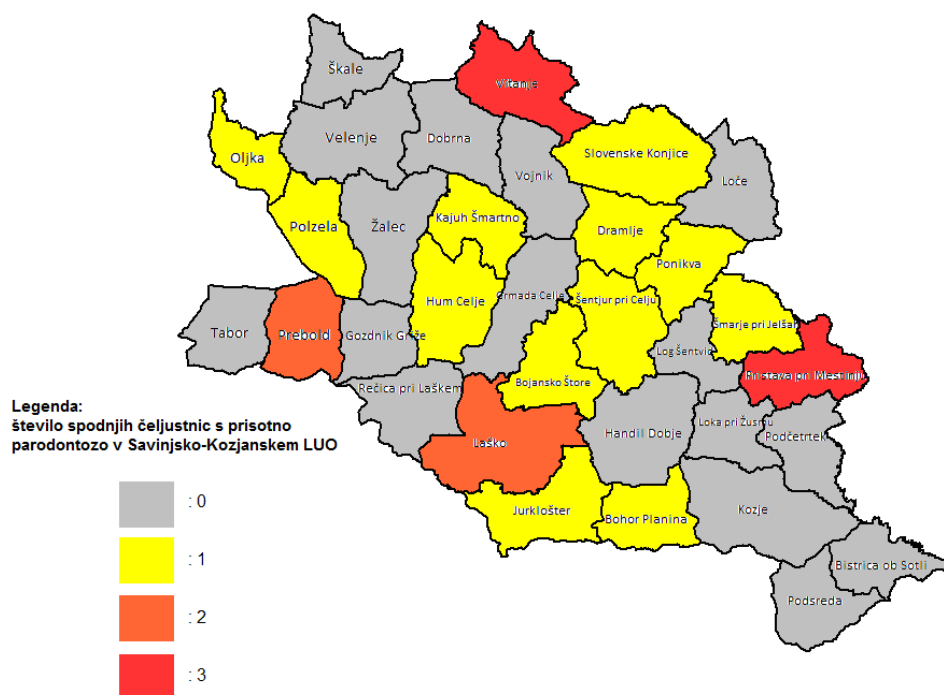 Škale
Vitanje
Velenje
Dobrna
Oljka
Slovenske Konjice
Vojnik
Loče
Kajuh Šmartno
Polzela
Žalec
Dramlje
Ponikva
Hum Celje
Grmada Celje
Šentjur pri Celju
Šmarje pri Jelšah
Tabor
Prebold
Gozdnik Griže
Log Šentvid
Pristava pri Mestinju
Rečica pri Laškem
Bojansko Štore
Legenda:
število spodnjih čeljustnic s prisotno
parodontozo v Savinjsko-Kozjanskem LUO
Laško
Handil Dobje
Loka pri Žusmu
Podčetrtek
: 0
Jurklošter
Bohor Planina
Kozje
: 1
Bistrica ob Sotli
Podsreda
: 2
: 3